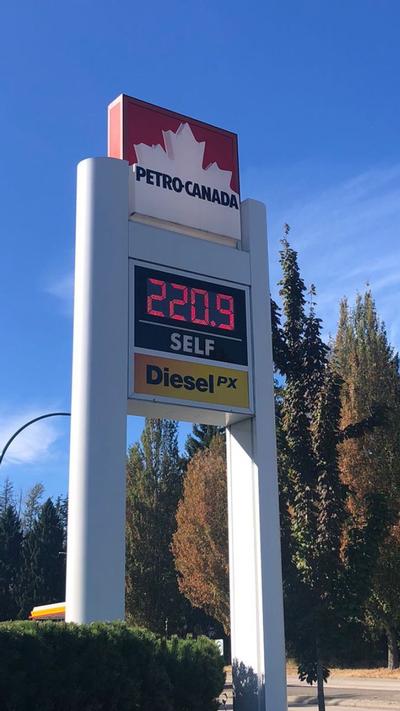 PETRO-CANADA
220.9
SELF
Diesel PX